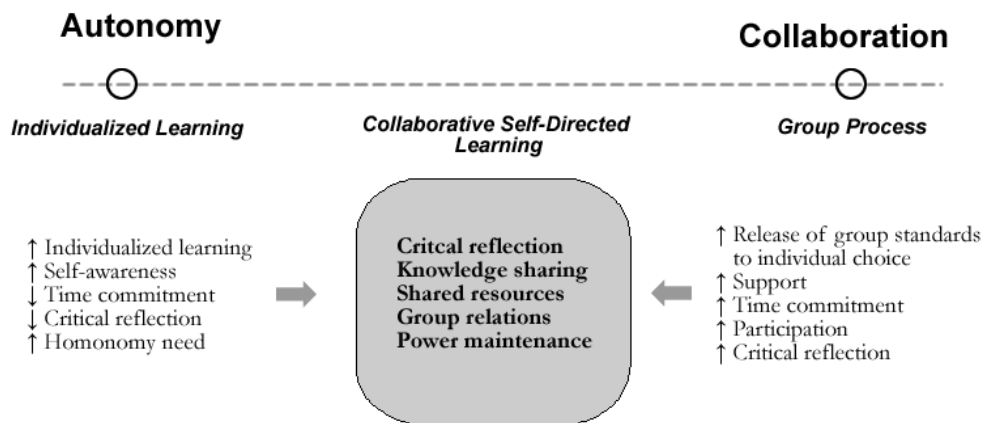 Autonomy
Collaboration
Individualized Learning
Collaborative Self-Directed
Learning
Group Process
↑ Individualized learning
↑ Self-awareness
↓ Time commitment
↓ Critical reflection
↑ Homonomy need
Critcal reflection
Knowledge sharing
Shared resources
Group relations
Power maintenance
↑ Release of group standards
to individual choice
↑ Support
↑ Time commitment
↑ Participation
↑ Critical reflection